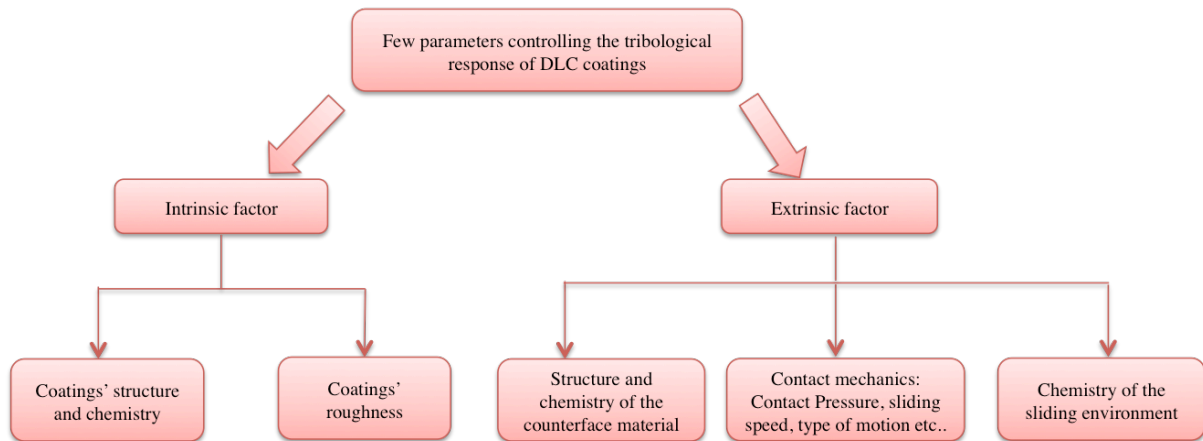 Few parameters controlling the tribological
response of DLC coatings
Intrinsic factor
Extrinsic factor
Coatings’ structure
and chemistry
Coatings’
roughness
Structure and
chemistry of the
counterface material
Contact mechanics:
Contact Pressure, sliding
speed, type of motion etc..
Chemistry of the
sliding environment